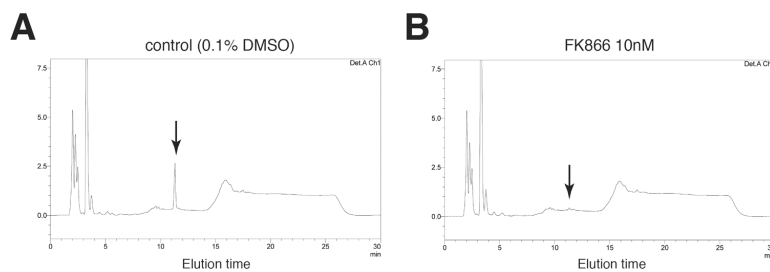 A
control (0.1% DMSO)
Det.A Ch1
7.5
5.0
2.5
0.0
0 5 10 15 20 25 30
min
Elution time
B
FK866 10nM
Det.A Ch
7.5
5.0
2.5
0.0
0 5 10 15 20 25 30
min
Elution time